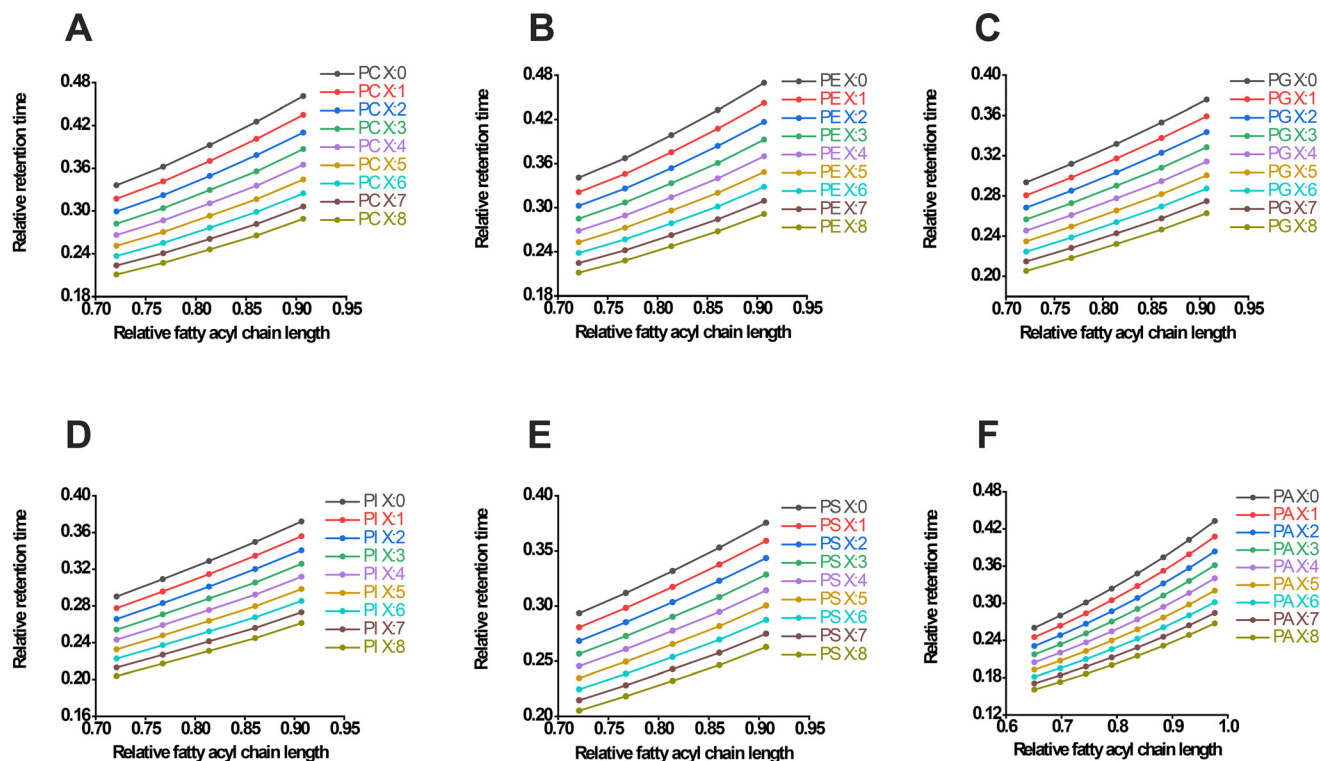 A
Relative retention time
0.48
0.42
0.36
0.30
0.24
0.18
0.70 0.75 0.80 0.85 0.90 0.95
Relative fatty acyl chain length
PC X:0
PC X:1
PC X:2
PC X:3
PC X:4
PC X:5
PC X:6
PC X:7
PC X:8
B
Relative retention time
0.48
0.42
0.36
0.30
0.24
0.18
0.70 0.75 0.80 0.85 0.90 0.95
Relative fatty acyl chain length
PE X:0
PE X:1
PE X:2
PE X:3
PE X:4
PE X:5
PE X:6
PE X:7
PE X:8
C
Relative retention time
0.40
0.36
0.32
0.28
0.24
0.20
0.70 0.75 0.80 0.85 0.90 0.95
Relative fatty acyl chain length
PG X:0
PG X:1
PG X:2
PG X:3
PG X:4
PG X:5
PG X:6
PG X:7
PG X:8
D
Relative retention time
0.40
0.36
0.32
0.28
0.24
0.20
0.16
0.70 0.75 0.80 0.85 0.90 0.95
Relative fatty acyl chain length
PI X:0
PI X:1
PI X:2
PI X:3
PI X:4
PI X:5
PI X:6
PI X:7
PI X:8
E
Relative retention time
0.40
0.35
0.30
0.25
0.20
0.70 0.75 0.80 0.85 0.90 0.95
Relative fatty acyl chain length
PS X:0
PS X:1
PS X:2
PS X:3
PS X:4
PS X:5
PS X:6
PS X:7
PS X:8
F
Relative retention time
0.48
0.42
0.36
0.30
0.24
0.18
0.12
0.6 0.7 0.8 0.9 1.0
Relative fatty acyl chain length
PA X:0
PA X:1
PA X:2
PA X:3
PA X:4
PA X:5
PA X:6
PA X:7
PA X:8